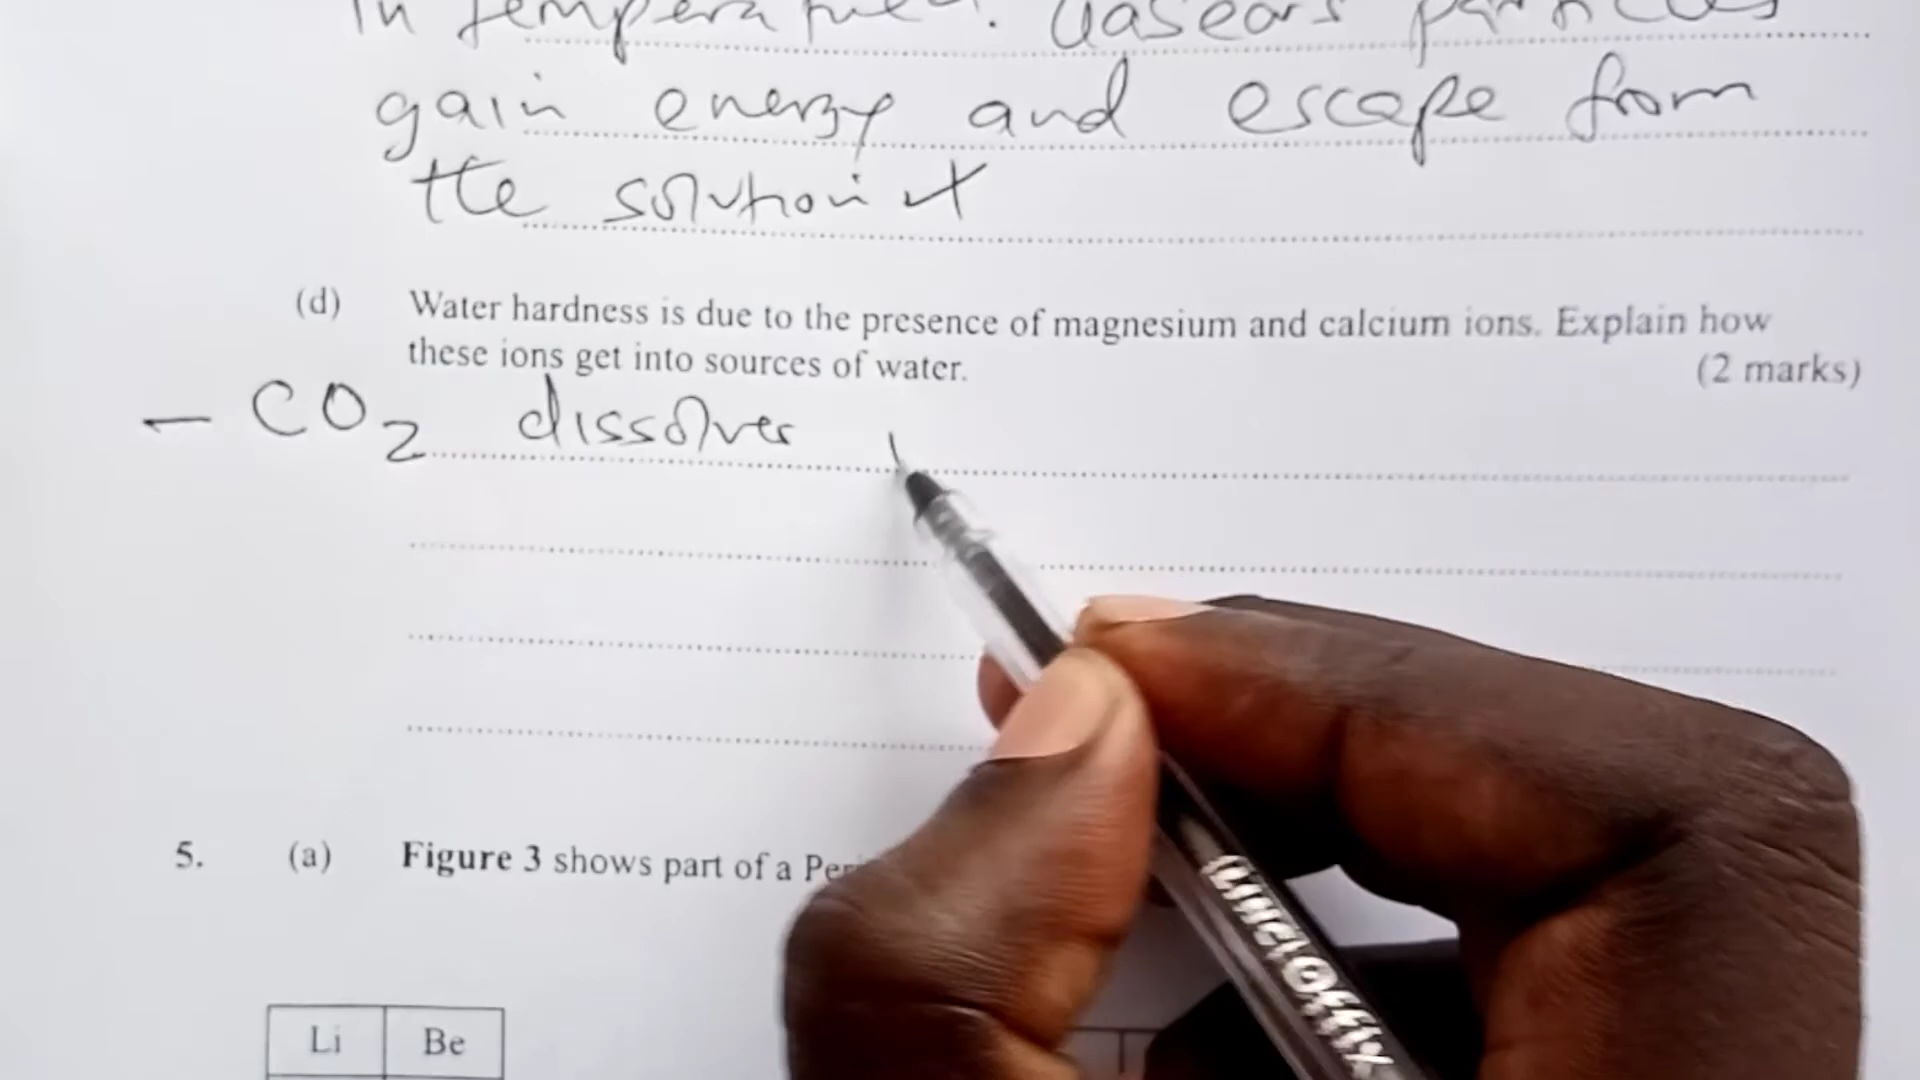 in temperature. Gaseous particles
gain energy and escape from
the solution
(d) Water hardness is due to the presence of magnesium and calcium ions. Explain how
these ions get into sources of water. (2 marks)
- CO2 dissolves
5. (a) Figure 3 shows part of a Per
Li Be